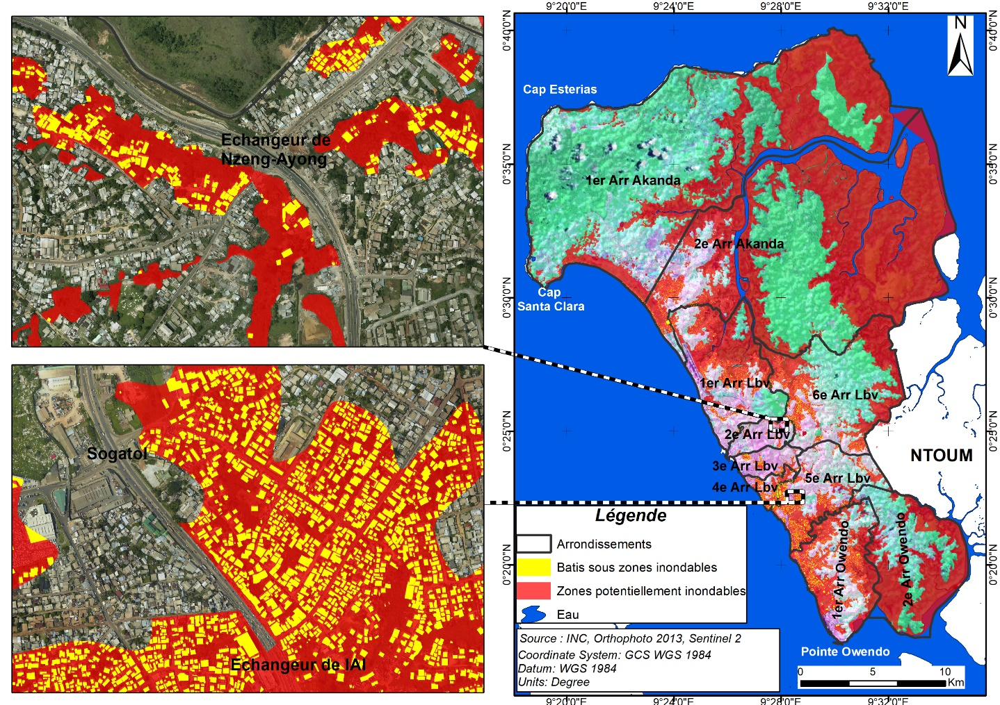 9°20'0"E
9°24'0"E
9°28'0"E
9°32'0"E
0°40'0"N
0°40'0"N
N
Cap Esterias
Echangeur de
Nzeng-Ayong
0°35'0"N
0°35'0"N
1er Arr Akanda
2e Arr Akanda
Cap
Santa Clara
0°30'0"N
0°30'0"N
1er Arr Lbv
6e Arr Lbv
0°25'0"N
0°25'0"N
2e Arr Lbv
NTOUM
3e Arr Lbv
5e Arr Lbv
4e Arr Lbv
Sogatol
Echangeur de IAI
1er Arr Owendo
2e Arr Owendo
0°20'0"N
0°20'0"N
Légende
Arrondissements
Batis sous zones inondables
Zones potentiellement inondables
Eau
Source : INC, Orthophoto 2013, Sentinel 2
Coordinate System: GCS WGS 1984
Datum: WGS 1984
Units: Degree
Pointe Owendo
0 5 10
Km
9°20'0"E
9°24'0"E
9°28'0"E
9°32'0"E